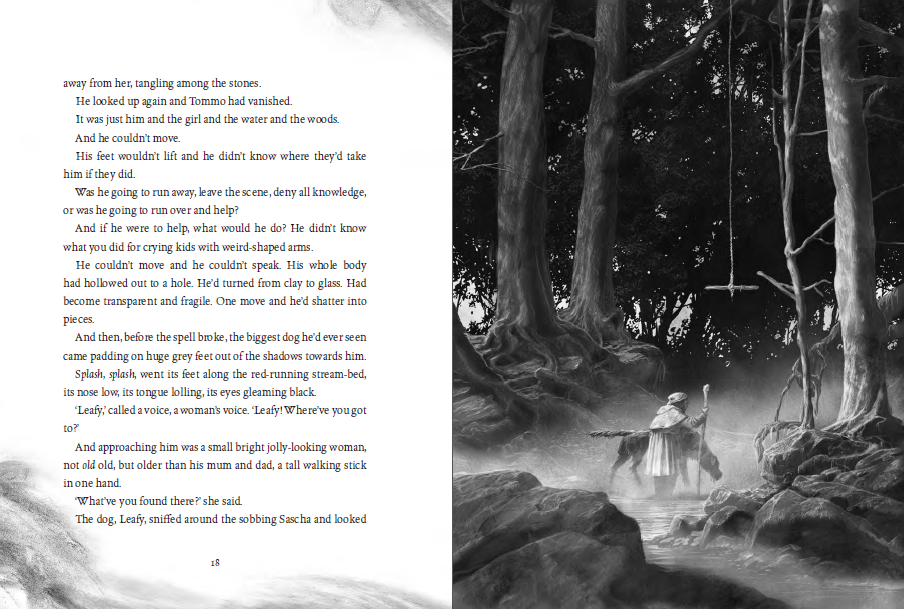 away from her, tangling among the stones.
He looked up again and Tommo had vanished.
It was just him and the girl and the water and the woods.
And he couldn’t move.
His feet wouldn’t lift and he didn’t know where they’d take
him if they did.
Was he going to run away, leave the scene, deny all knowledge,
or was he going to run over and help?
And if he were to help, what would he do? He didn’t know
what you did for crying kids with weird-shaped arms.
He couldn’t move and he couldn’t speak. His whole body
had hollowed out to a hole. He’d turned from clay to glass. Had
become transparent and fragile. One move and he’d shatter into
pieces.
And then, before the spell broke, the biggest dog he’d ever seen
came padding on huge grey feet out of the shadows towards him.
Splash, splash, went its feet along the red-running stream-bed,
its nose low, its tongue lolling, its eyes gleaming black.
‘Leafy,’ called a voice, a woman’s voice. ‘Leafy! Where’ve you got
to?’
And approaching him was a small bright jolly-looking woman,
not old old, but older than his mum and dad, a tall walking stick
in one hand.
‘What’ve you found there?’ she said.
The dog, Leafy, sniffed around the sobbing Sascha and looked
18